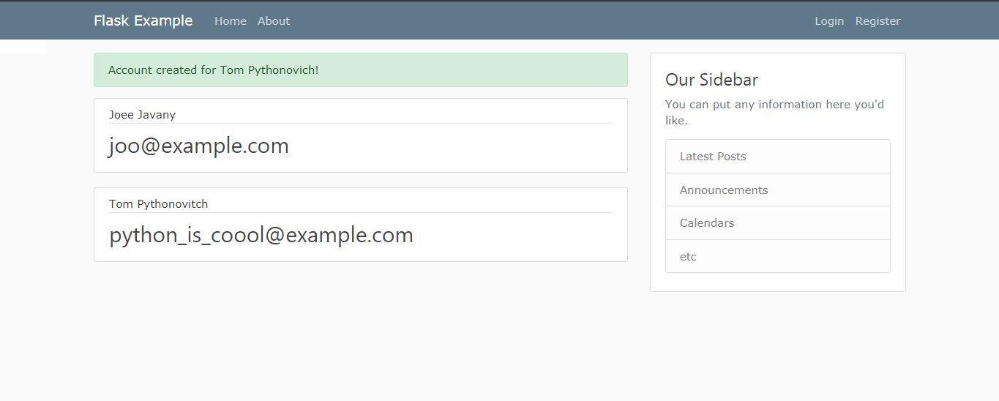 Flask Example Home About Login Register
Account created for Tom Pythonovich!
Joee Javany
joo@example.com
Tom Pythonovitch
python_is_coool@example.com
Our Sidebar
You can put any information here you'd
like.
Latest Posts
Announcements
Calendars
etc